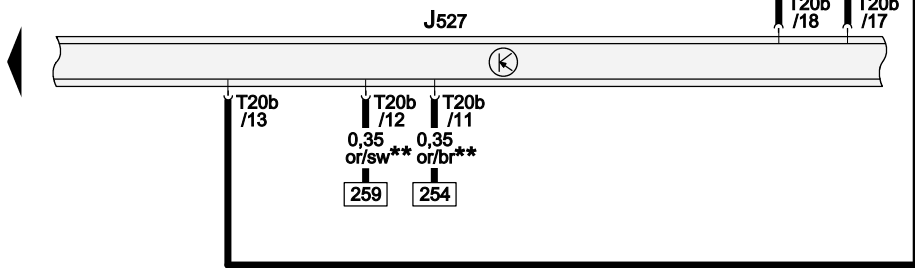 J527
T20b
/18
T20b
/17
T20b
/13
T20b
/12
T20b
/11
0,35
or/sw**
0,35
or/br**
259
254